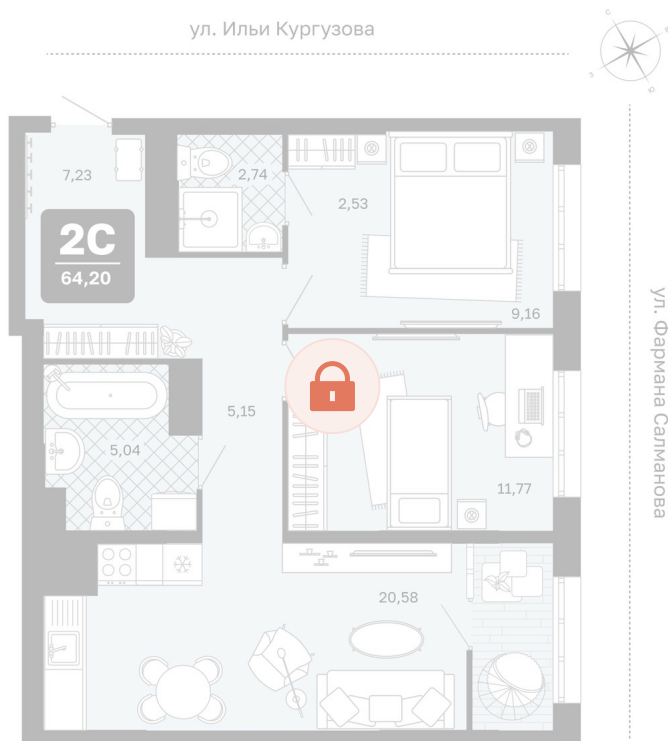 ул. Ильи Кургузова
С
В
З
Ю
7,23
2,74
2,53
2С
64,20
9,16
ул. Фармана Салманова
5,15
5,04
11,77
20,58